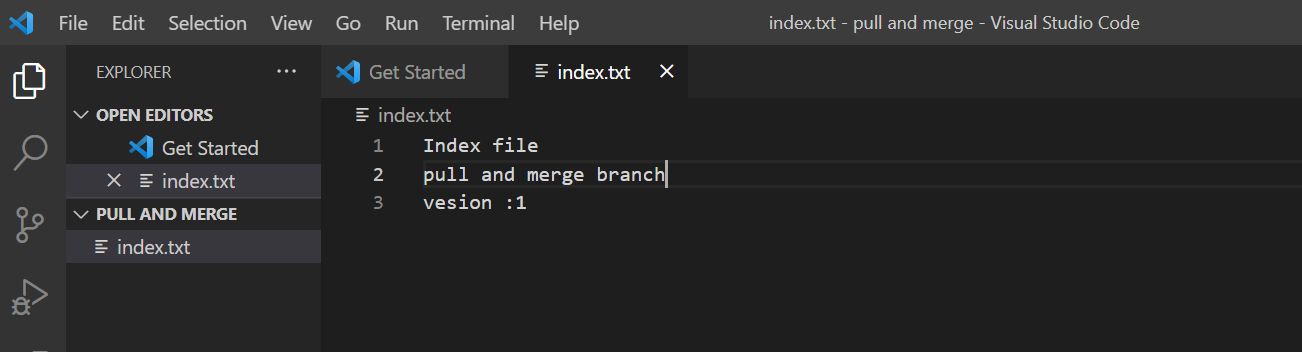 File Edit Selection View Go Run Terminal Help index.txt - pull and merge - Visual Studio Code
EXPLORER ···
OPEN EDITORS
Get Started
index.txt
PULL AND MERGE
index.txt
Get Started index.txt
index.txt
1 Index file
2 pull and merge branch
3 vesion :1